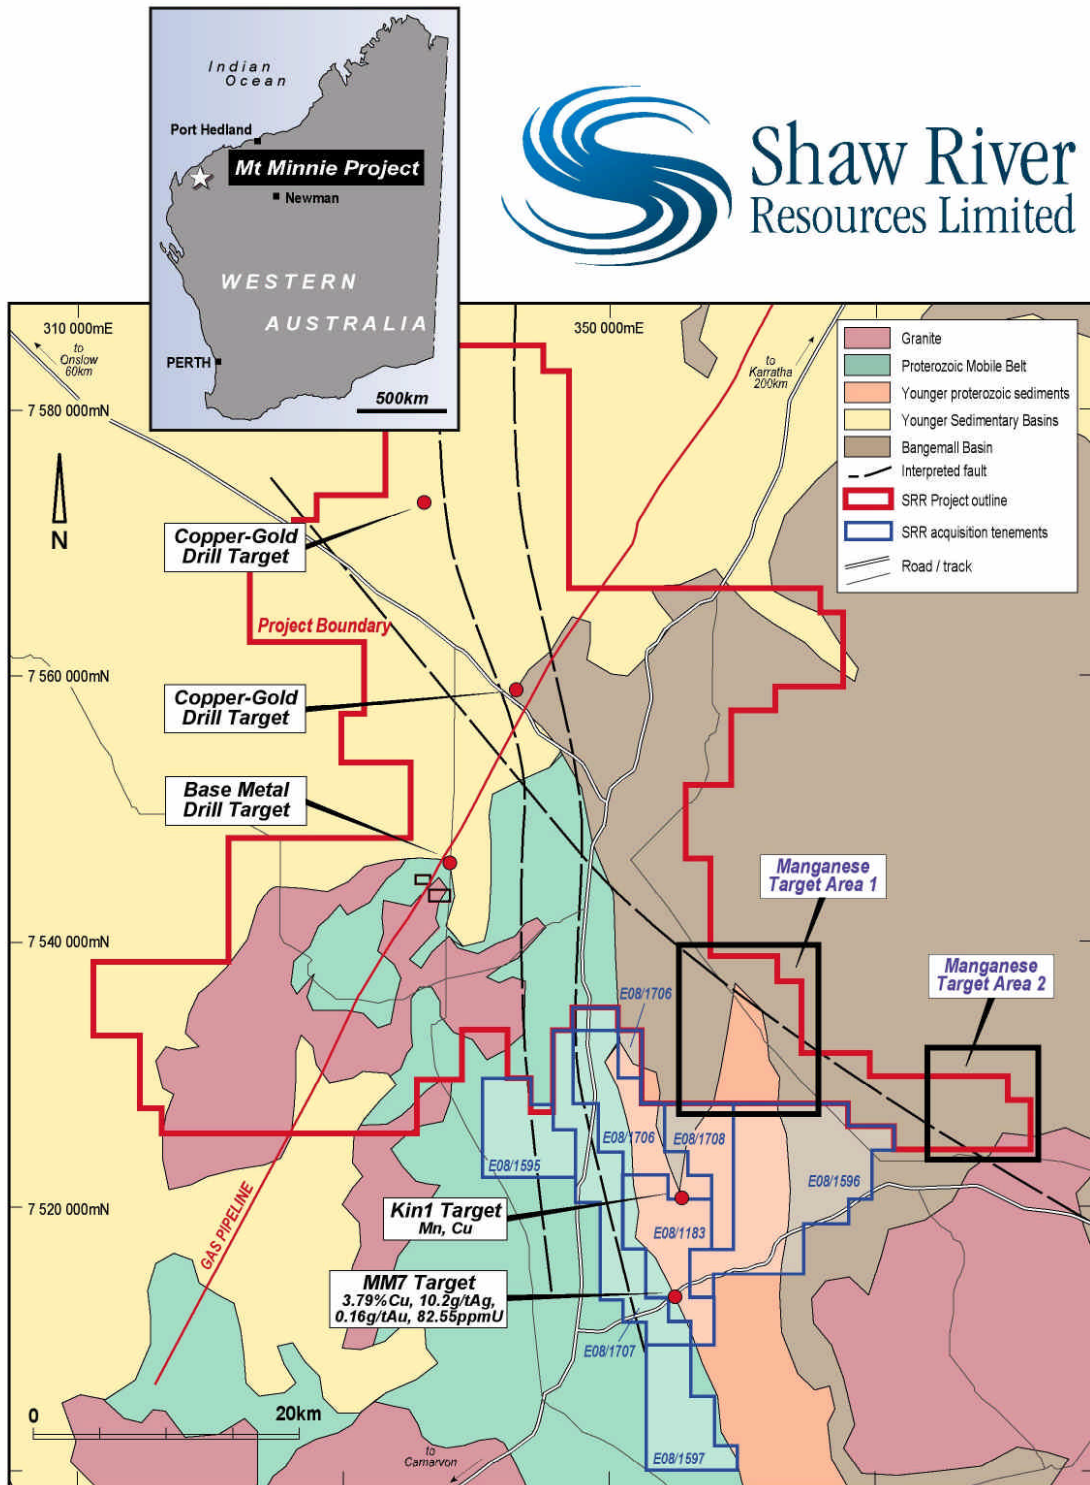 Indian
Ocean
Port Hedland
Mt Minnie Project
Newman
WESTERN
AUSTRALIA
PERTH
500km
Shaw River
Resources Limited
310 000mE
350 000mE
to
Onslow
60km
to
Karratha
200km
Granite
Proterozoic Mobile Belt
Younger proterozoic sediments
Younger Sedimentary Basins
Bangemall Basin
Interpreted fault
SRR Project outline
SRR acquisition tenements
Road / track
7 580 000mN
N
Copper-Gold
Drill Target
Project Boundary
7 560 000mN
Copper-Gold
Drill Target
Base Metal
Drill Target
Manganese
Target Area 1
7 540 000mN
Manganese
Target Area 2
E08/1706
E08/1706
E08/1708
E08/1595
E08/1596
Kin1 Target
Mn, Cu
7 520 000mN
E08/1183
GAS PIPELINE
MM7 Target
3.79%Cu, 10.2g/tAg,
0.16g/tAu, 82.55ppmU
E08/1707
0
20km
to
Carnarvon
E08/1597